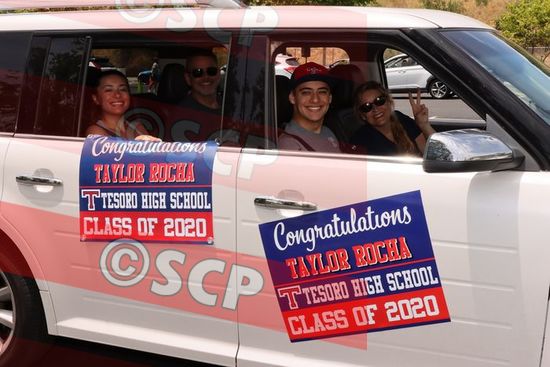 ©SCP
©SCP
Congratulations
TAYLOR ROCHA
T TESORO HIGH SCHOOL
CLASS OF 2020
Congratulations
TAYLOR ROCHA
T TESORO HIGH SCHOOL
CLASS OF 2020
©SCP